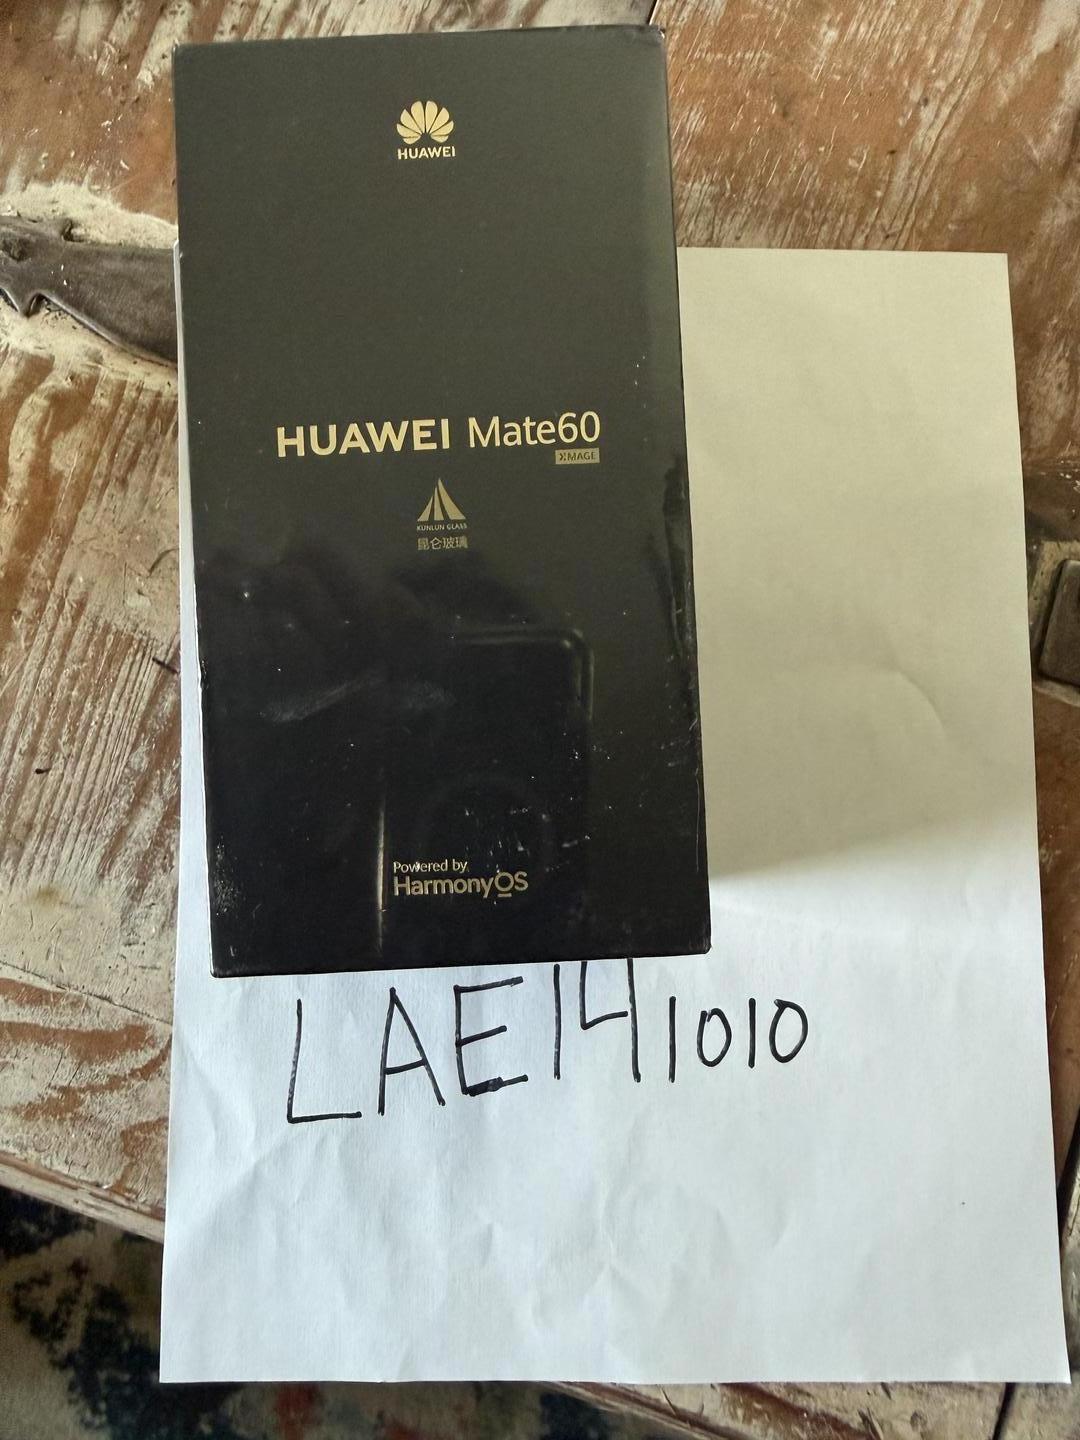 HUAWEI
HUAWEI Mate60
XMAGE
KUNLUN GLASS
昆仑玻璃
Powered by
HarmonyOS
LAE141010